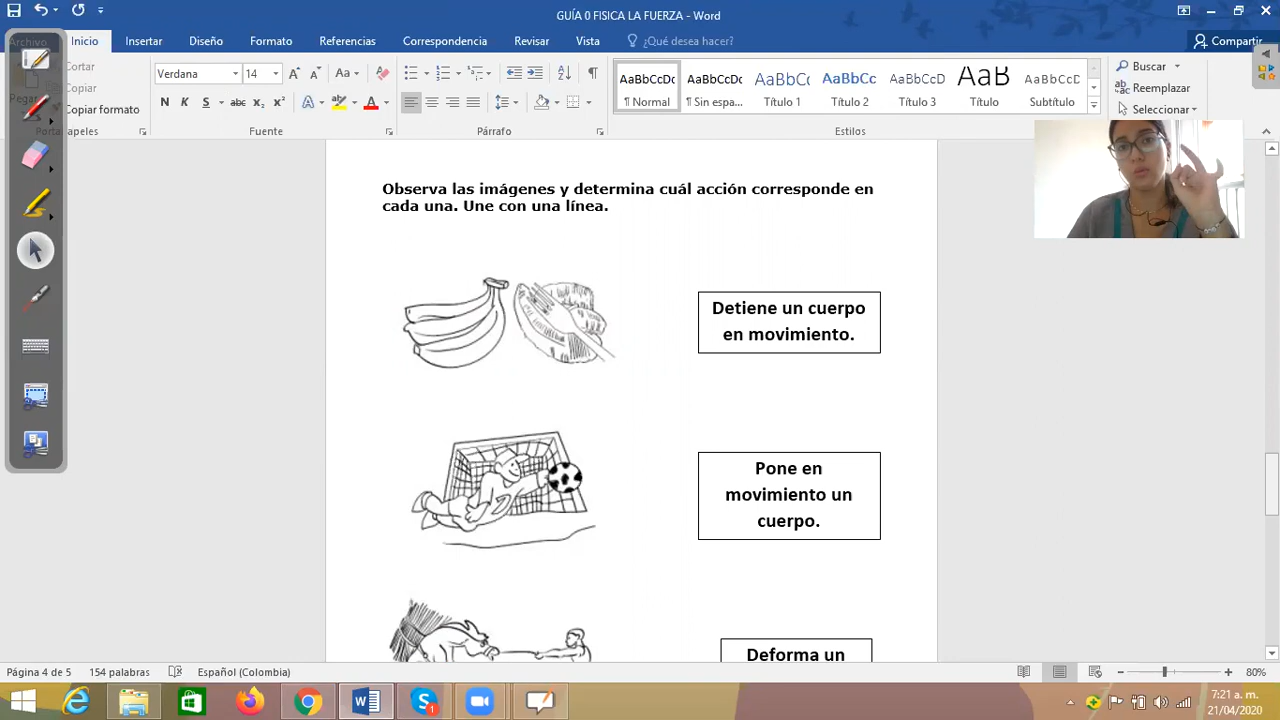 GUÍA 0 FISICA LA FUERZA - Word
Archivo
Inicio
Insertar
Diseño
Formato
Referencias
Correspondencia
Revisar
Vista
¿Qué desea hacer?
Compartir
Cortar
Copiar
Copiar formato
Pegar
Verdana
14
Fuente
Párrafo
AaBbCcDc
¶ Normal
AaBbCcDc
¶ Sin espa...
AaBbCc
Título 1
AaBbCc
Título 2
AaBbCcD
Título 3
AaB
Título
AaBbCcD
Subtítulo
Estilos
Buscar
Reemplazar
Seleccionar
Observa las imágenes y determina cuál acción corresponde en
cada una. Une con una línea.
Detiene un cuerpo
en movimiento.
Pone en
movimiento un
cuerpo.
Deforma un
Página 4 de 5
154 palabras
Español (Colombia)
80%
7:21 a. m.
21/04/2020